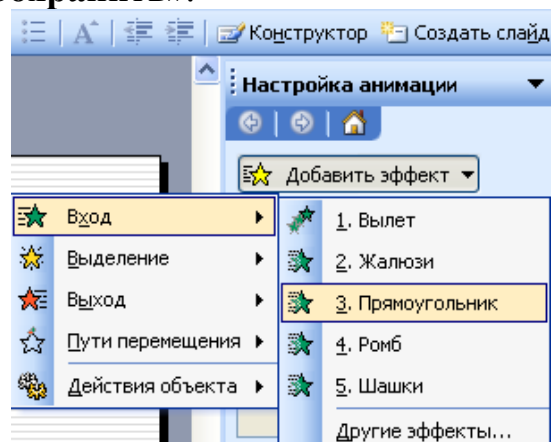 Конструктор Создать слайд
Настройка анимации
Добавить эффект
Вход
Выделение
Выход
Пути перемещения
Действия объекта
1. Вылет
2. Жалюзи
3. Прямоугольник
4. Ромб
5. Шашки
Другие эффекты...